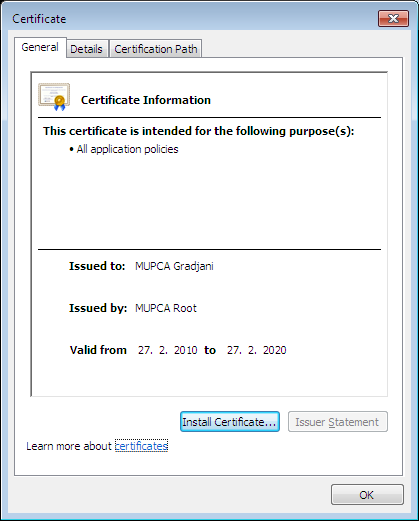 Certificate
General
Details
Certification Path
Certificate Information
This certificate is intended for the following purpose(s):
• All application policies
Issued to: MUPCA Gradjani
Issued by: MUPCA Root
Valid from 27. 2. 2010 to 27. 2. 2020
Install Certificate...
Issuer Statement
Learn more about certificates
OK